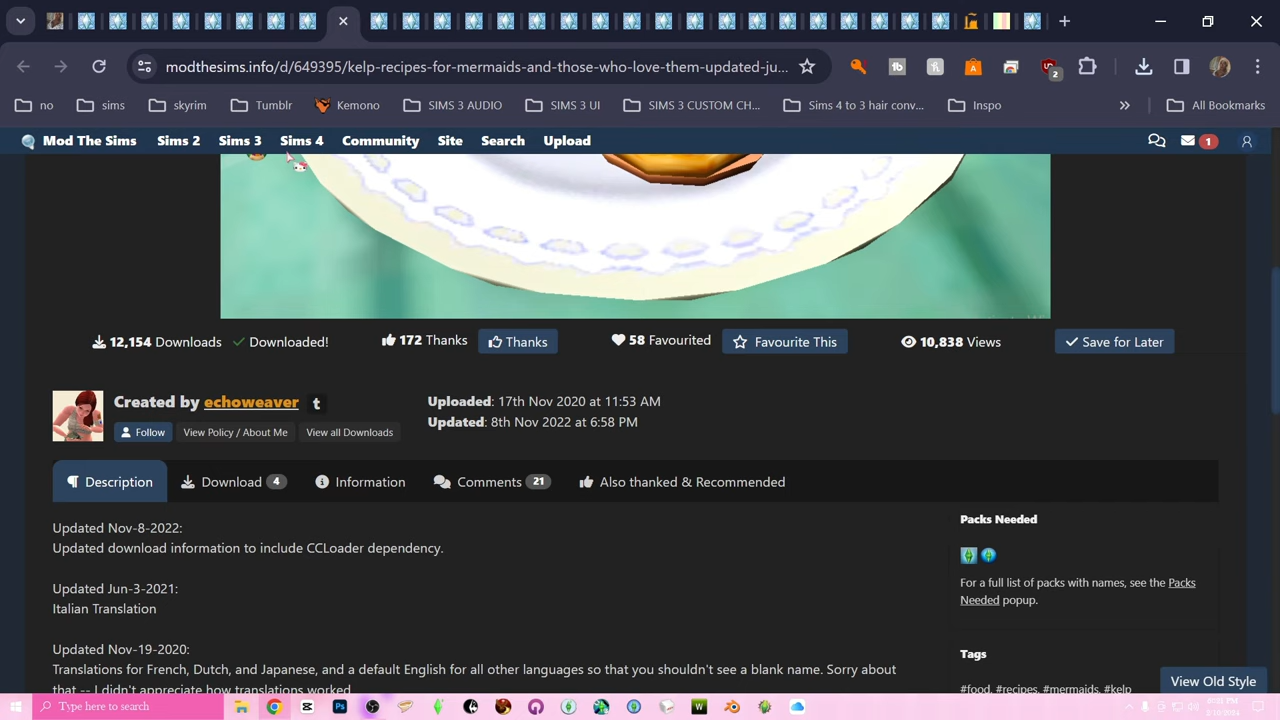 modthesims.info/d/649395/kelp-recipes-for-mermaids-and-those-who-love-them-updated-ju...
2
no
sims
skyrim
Tumblr
Kemono
SIMS 3 AUDIO
SIMS 3 UI
SIMS 3 CUSTOM CH...
Sims 4 to 3 hair conv...
Inspo
All Bookmarks
Mod The Sims Sims 2 Sims 3 Sims 4 Community Site Search Upload 1
12,154 Downloads Downloaded! 172 Thanks Thanks 58 Favourited Favourite This 10,838 Views Save for Later
Created by echoweaver t
Follow View Policy / About Me View all Downloads
Uploaded: 17th Nov 2020 at 11:53 AM
Updated: 8th Nov 2022 at 6:58 PM
Description Download 4 Information Comments 21 Also thanked & Recommended
Updated Nov-8-2022:
Updated download information to include CCLoader dependency.
Updated Jun-3-2021:
Italian Translation
Updated Nov-19-2020:
Translations for French, Dutch, and Japanese, and a default English for all other languages so that you shouldn't see a blank name. Sorry about
that -- I didn't appreciate how translations worked
Packs Needed
For a full list of packs with names, see the Packs
Needed popup.
Tags
#food, #recipes, #mermaids, #kelp
View Old Style
Type here to search
Ps
W